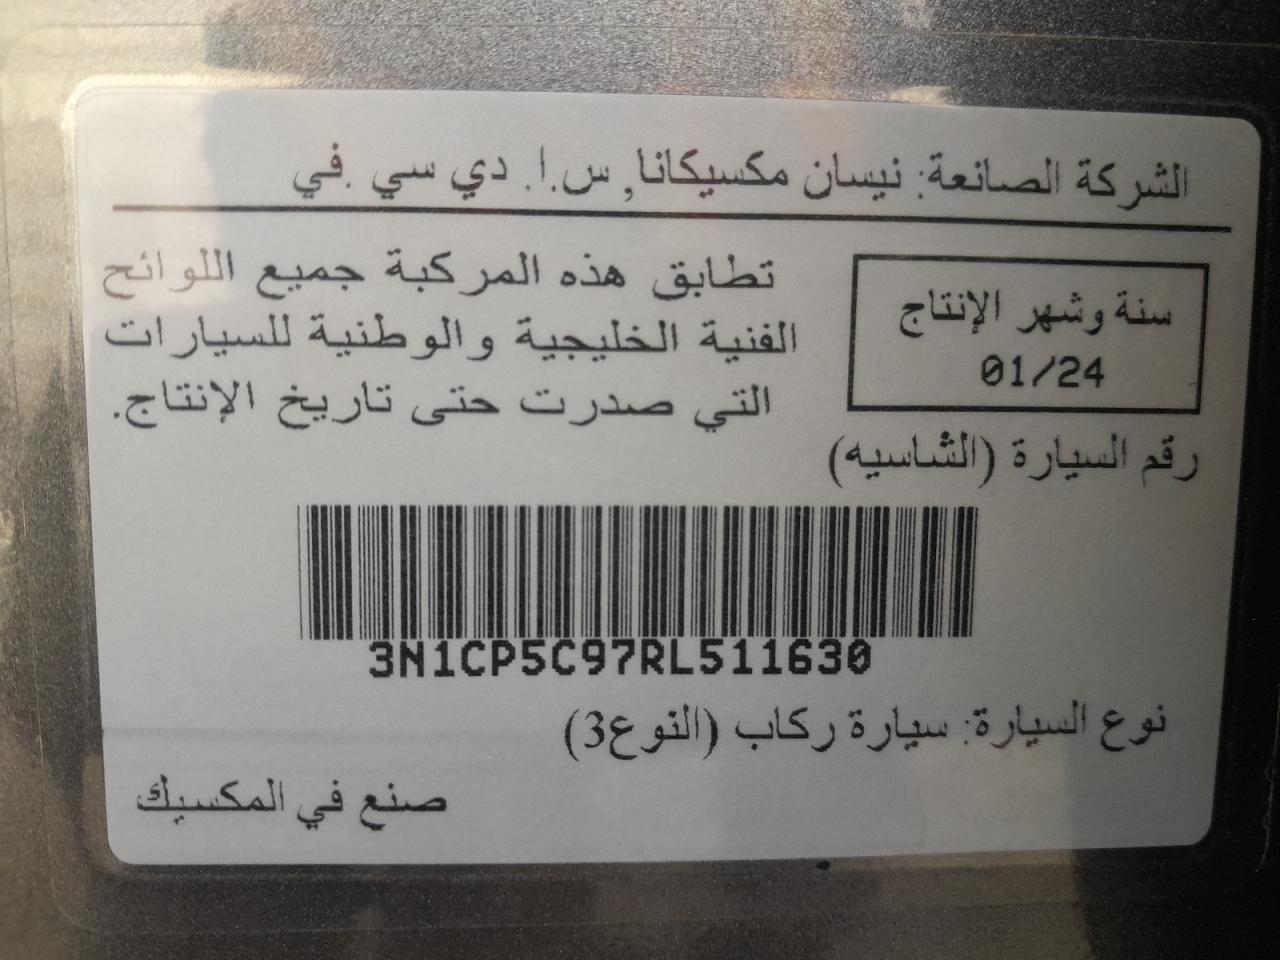 الشركة الصانعة: نيسان مكسيكانا, س.ا. دي سي .في
سنة وشهر الإنتاج
01/24
تطابق هذه المركبة جميع اللوائح
الفنية الخليجية والوطنية للسيارات
التي صدرت حتى تاريخ الإنتاج.
رقم السيارة (الشاسيه)
3N1CP5C97RL511630
نوع السيارة: سيارة ركاب (النوع3)
صنع في المكسيك